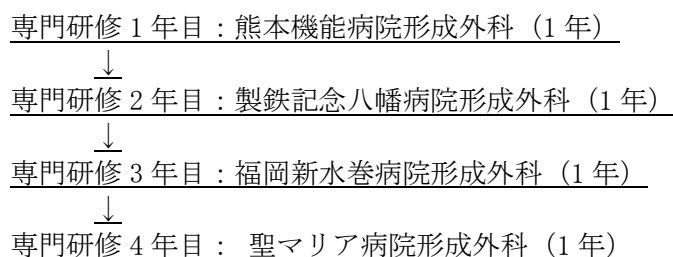 専門研修 1 年目：熊本機能病院形成外科（1 年）
↓
専門研修 2 年目：製鉄記念八幡病院形成外科（1 年）
↓
専門研修 3 年目：福岡新水巻病院形成外科（1 年）
↓
専門研修 4 年目： 聖マリア病院形成外科（1 年）